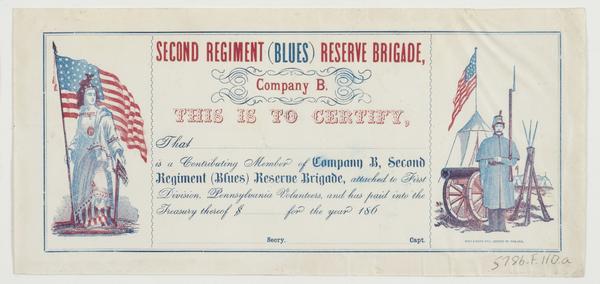 SECOND REGIMENT (BLUES) RESERVE BRIGADE,
Company B.
THIS IS TO CERTIFY,
That
is a Contributing Member of Company B, Second
Regiment (Blues) Reserve Brigade, attached to First
Division, Pennsylvania Volunteers, and has paid into the
Treasury thereof $ for the year 186
Secry. Capt.
5786.F.110.a